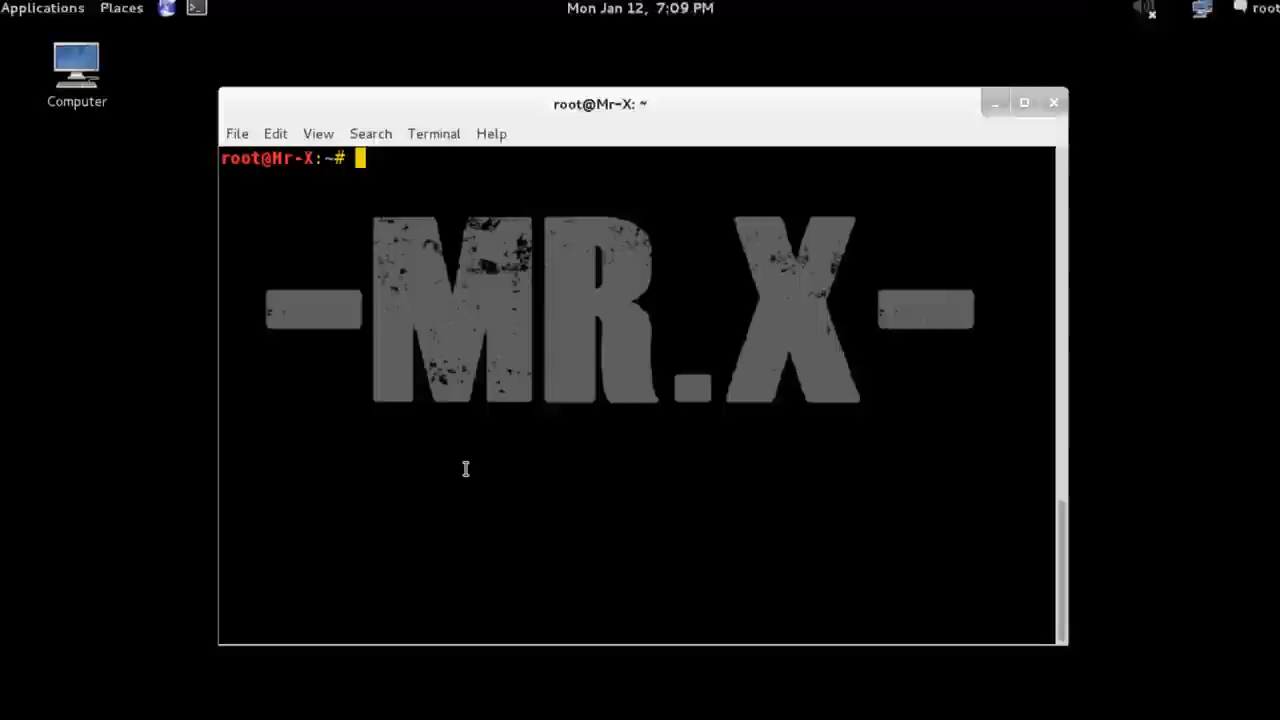 Applications Places Mon Jan 12, 7:09 PM root
Computer
root@Mr-X: ~
File Edit View Search Terminal Help
root@Mr-X:~#
-MR.X-